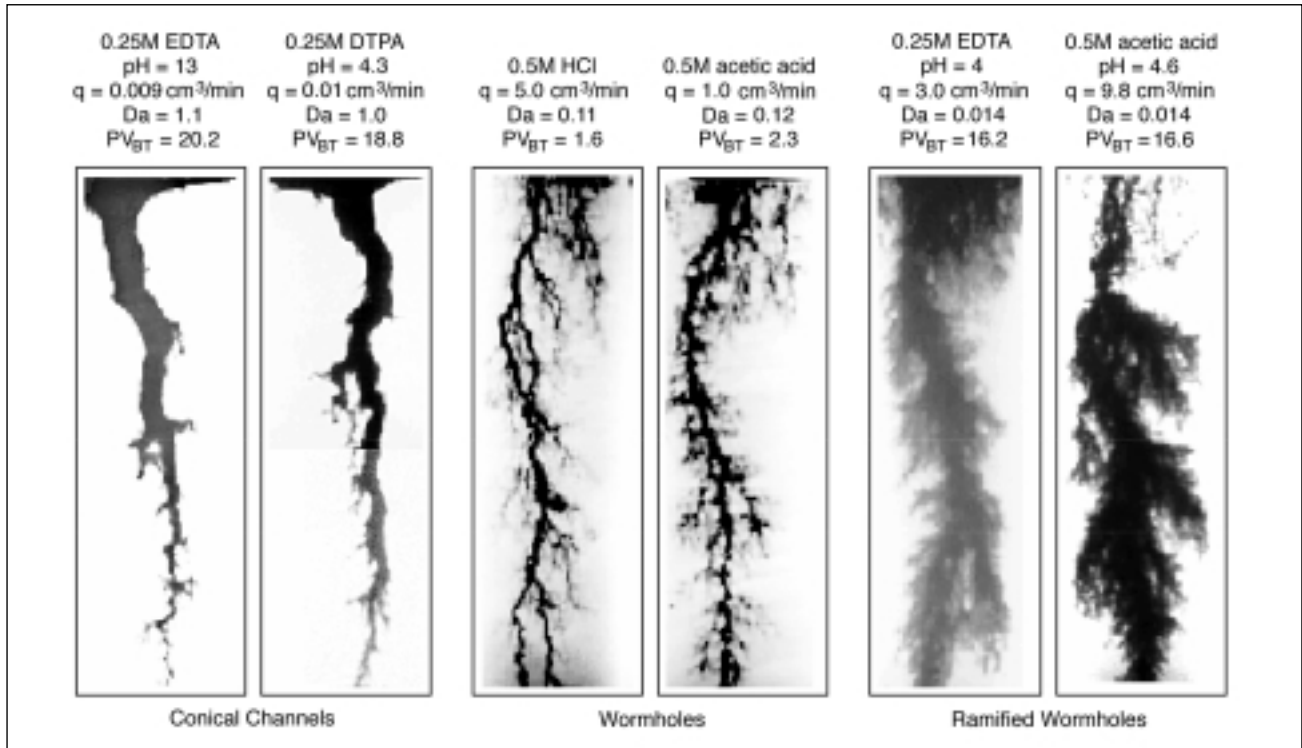 0.25M EDTA
pH = 13
q = 0.009 cm³/min
Da = 1.1
PV_BT = 20.2
0.25M DTPA
pH = 4.3
q = 0.01 cm³/min
Da = 1.0
PV_BT = 18.8
0.5M HCl
q = 5.0 cm³/min
Da = 0.11
PV_BT = 1.6
0.5M acetic acid
q = 1.0 cm³/min
Da = 0.12
PV_BT = 2.3
0.25M EDTA
pH = 4
q = 3.0 cm³/min
Da = 0.014
PV_BT = 16.2
0.5M acetic acid
pH = 4.6
q = 9.8 cm³/min
Da = 0.014
PV_BT = 16.6
Conical Channels
Wormholes
Ramified Wormholes